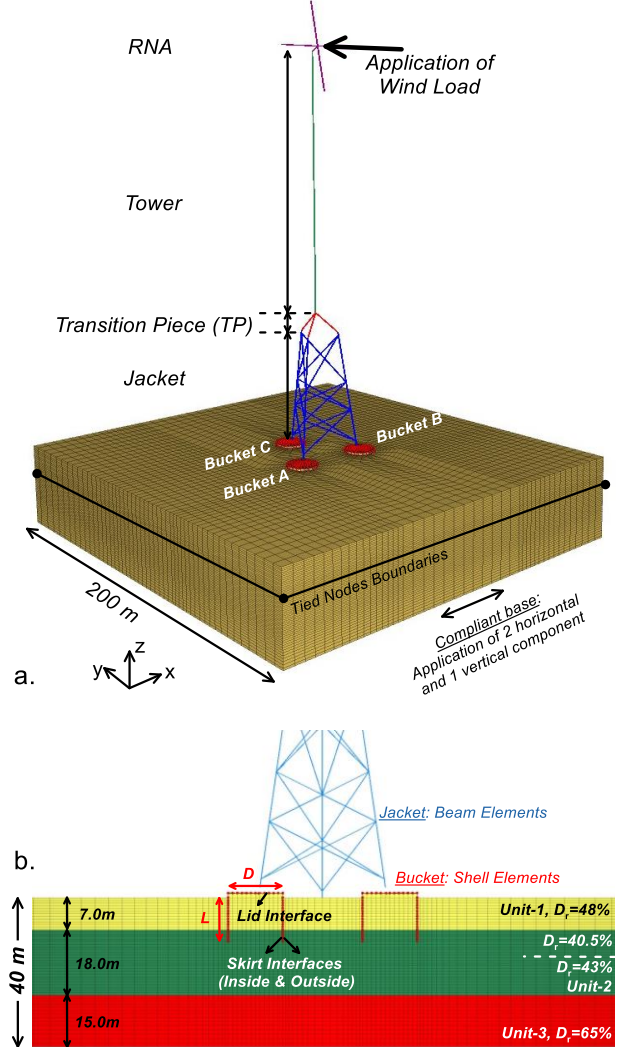 RNA
Application of
Wind Load
Tower
Transition Piece (TP)
Jacket
Bucket C
Bucket B
Bucket A
Tied Nodes Boundaries
200 m
Compliant base:
Application of 2 horizontal
and 1 vertical component
z
y
x
a.
b.
Jacket: Beam Elements
D
Bucket: Shell Elements
7.0m
L
Lid Interface
Unit-1, Dr=48%
40 m
18.0m
Skirt Interfaces
(Inside & Outside)
Dr=40.5%
Dr=43%
Unit-2
15.0m
Unit-3, Dr=65%